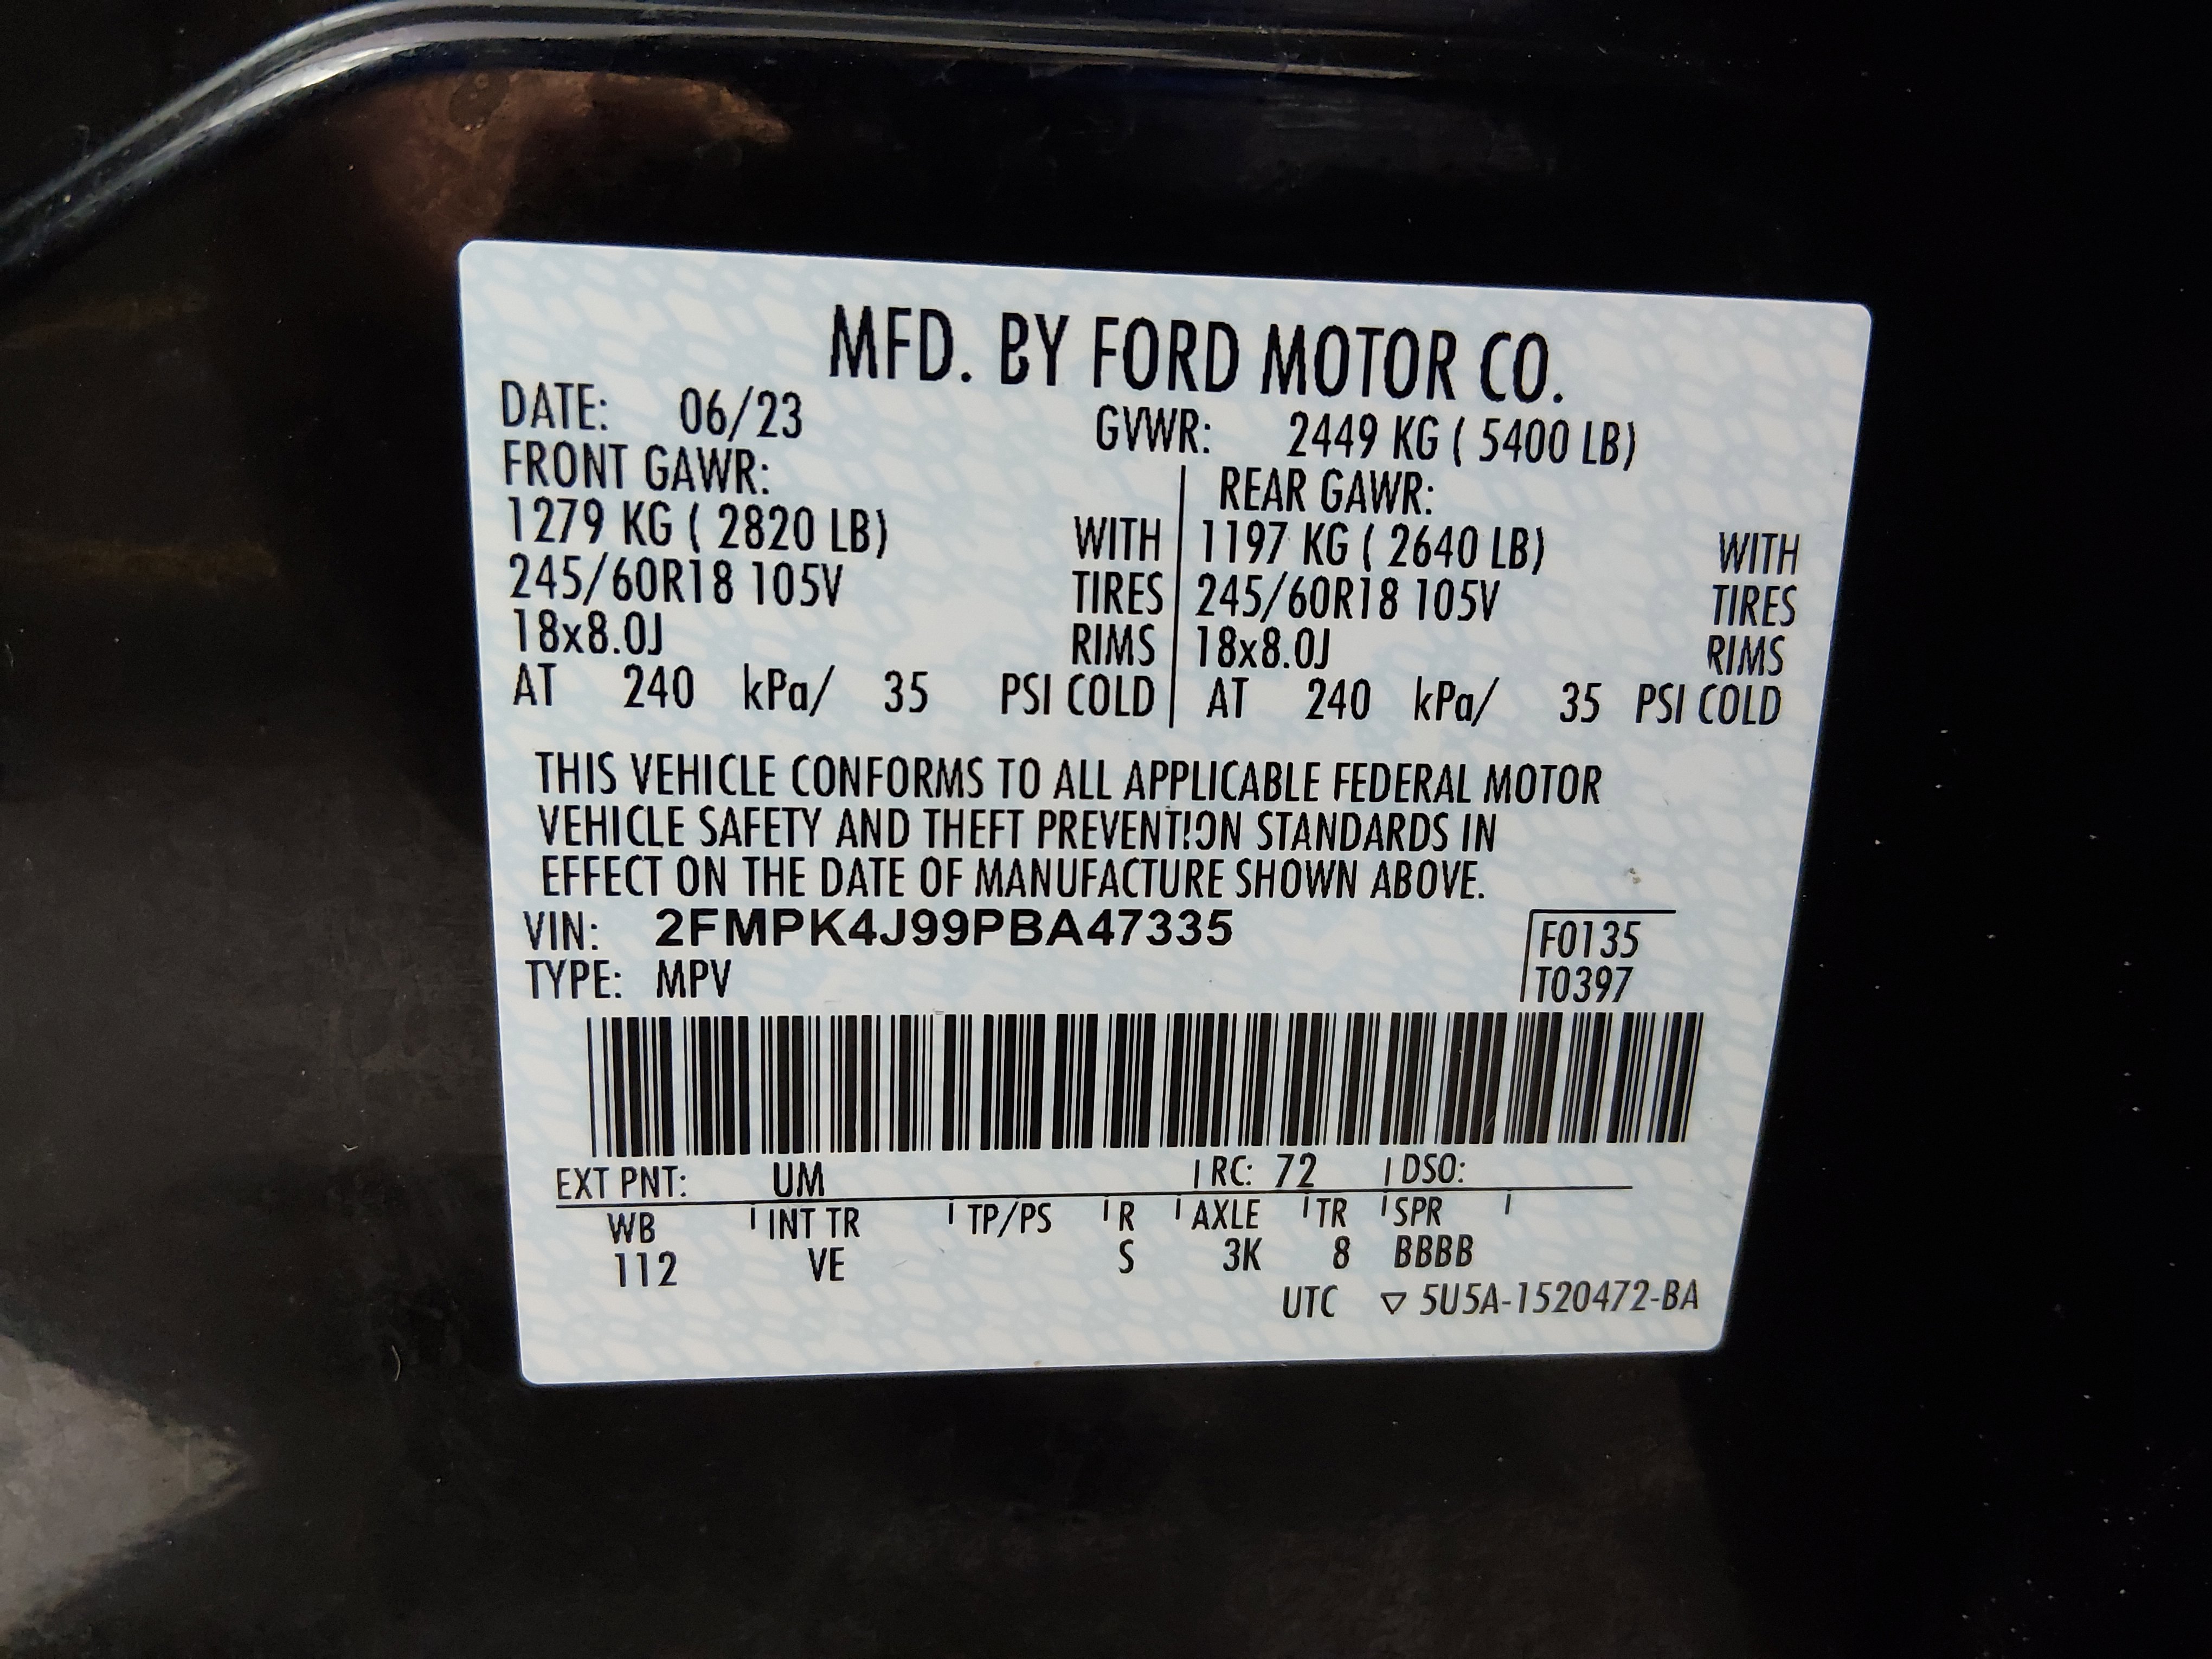 MFD. BY FORD MOTOR CO.
DATE: 06/23 GVWR: 2449 KG ( 5400 LB)
FRONT GAWR: REAR GAWR:
1279 KG ( 2820 LB) WITH 1197 KG ( 2640 LB) WITH
245/60R18 105V TIRES 245/60R18 105V TIRES
18x8.0J RIMS 18x8.0J RIMS
AT 240 kPa/ 35 PSI COLD AT 240 kPa/ 35 PSI COLD
THIS VEHICLE CONFORMS TO ALL APPLICABLE FEDERAL MOTOR
VEHICLE SAFETY AND THEFT PREVENTION STANDARDS IN
EFFECT ON THE DATE OF MANUFACTURE SHOWN ABOVE.
VIN: 2FMPK4J99PBA47335 F0135
TYPE: MPV T0397
EXT PNT: UM RC: 72 DSO:
WB INT TR TP/PS R AXLE TR SPR
112 VE S 3K 8 BBBB
UTC ▽ 5U5A-1520472-BA